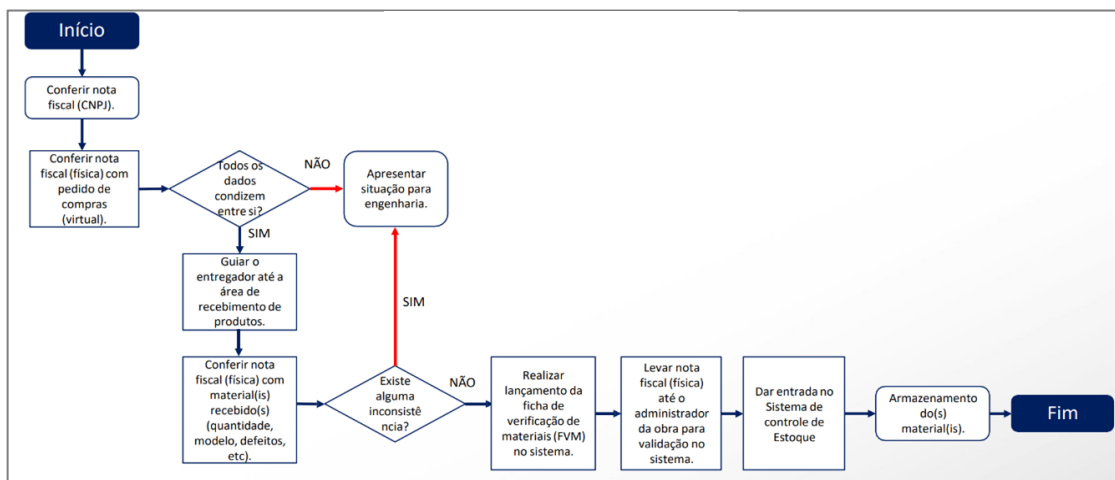 Início
Conferir nota
fiscal (CNPJ).
Conferir nota
fiscal (física) com
pedido de
compras
(virtual).
Todos os
dados
condizem
entre si?
NÃO
Apresentar
situação para
engenharia.
SIM
Guiar o
entregador até a
área de
recebimento de
produtos.
SIM
Conferir nota
fiscal (física) com
material(is)
recebido(s)
(quantidade,
modelo, defeitos,
etc).
Existe
alguma
inconsistê
ncia?
NÃO
Realizar
lançamento da
ficha de
verificação de
materiais (FVM)
no sistema.
Levar nota
fiscal (física)
até o
administrador
da obra para
validação no
sistema.
Dar entrada no
Sistema de
controle de
Estoque
Armazenamento
do(s)
material(is).
Fim